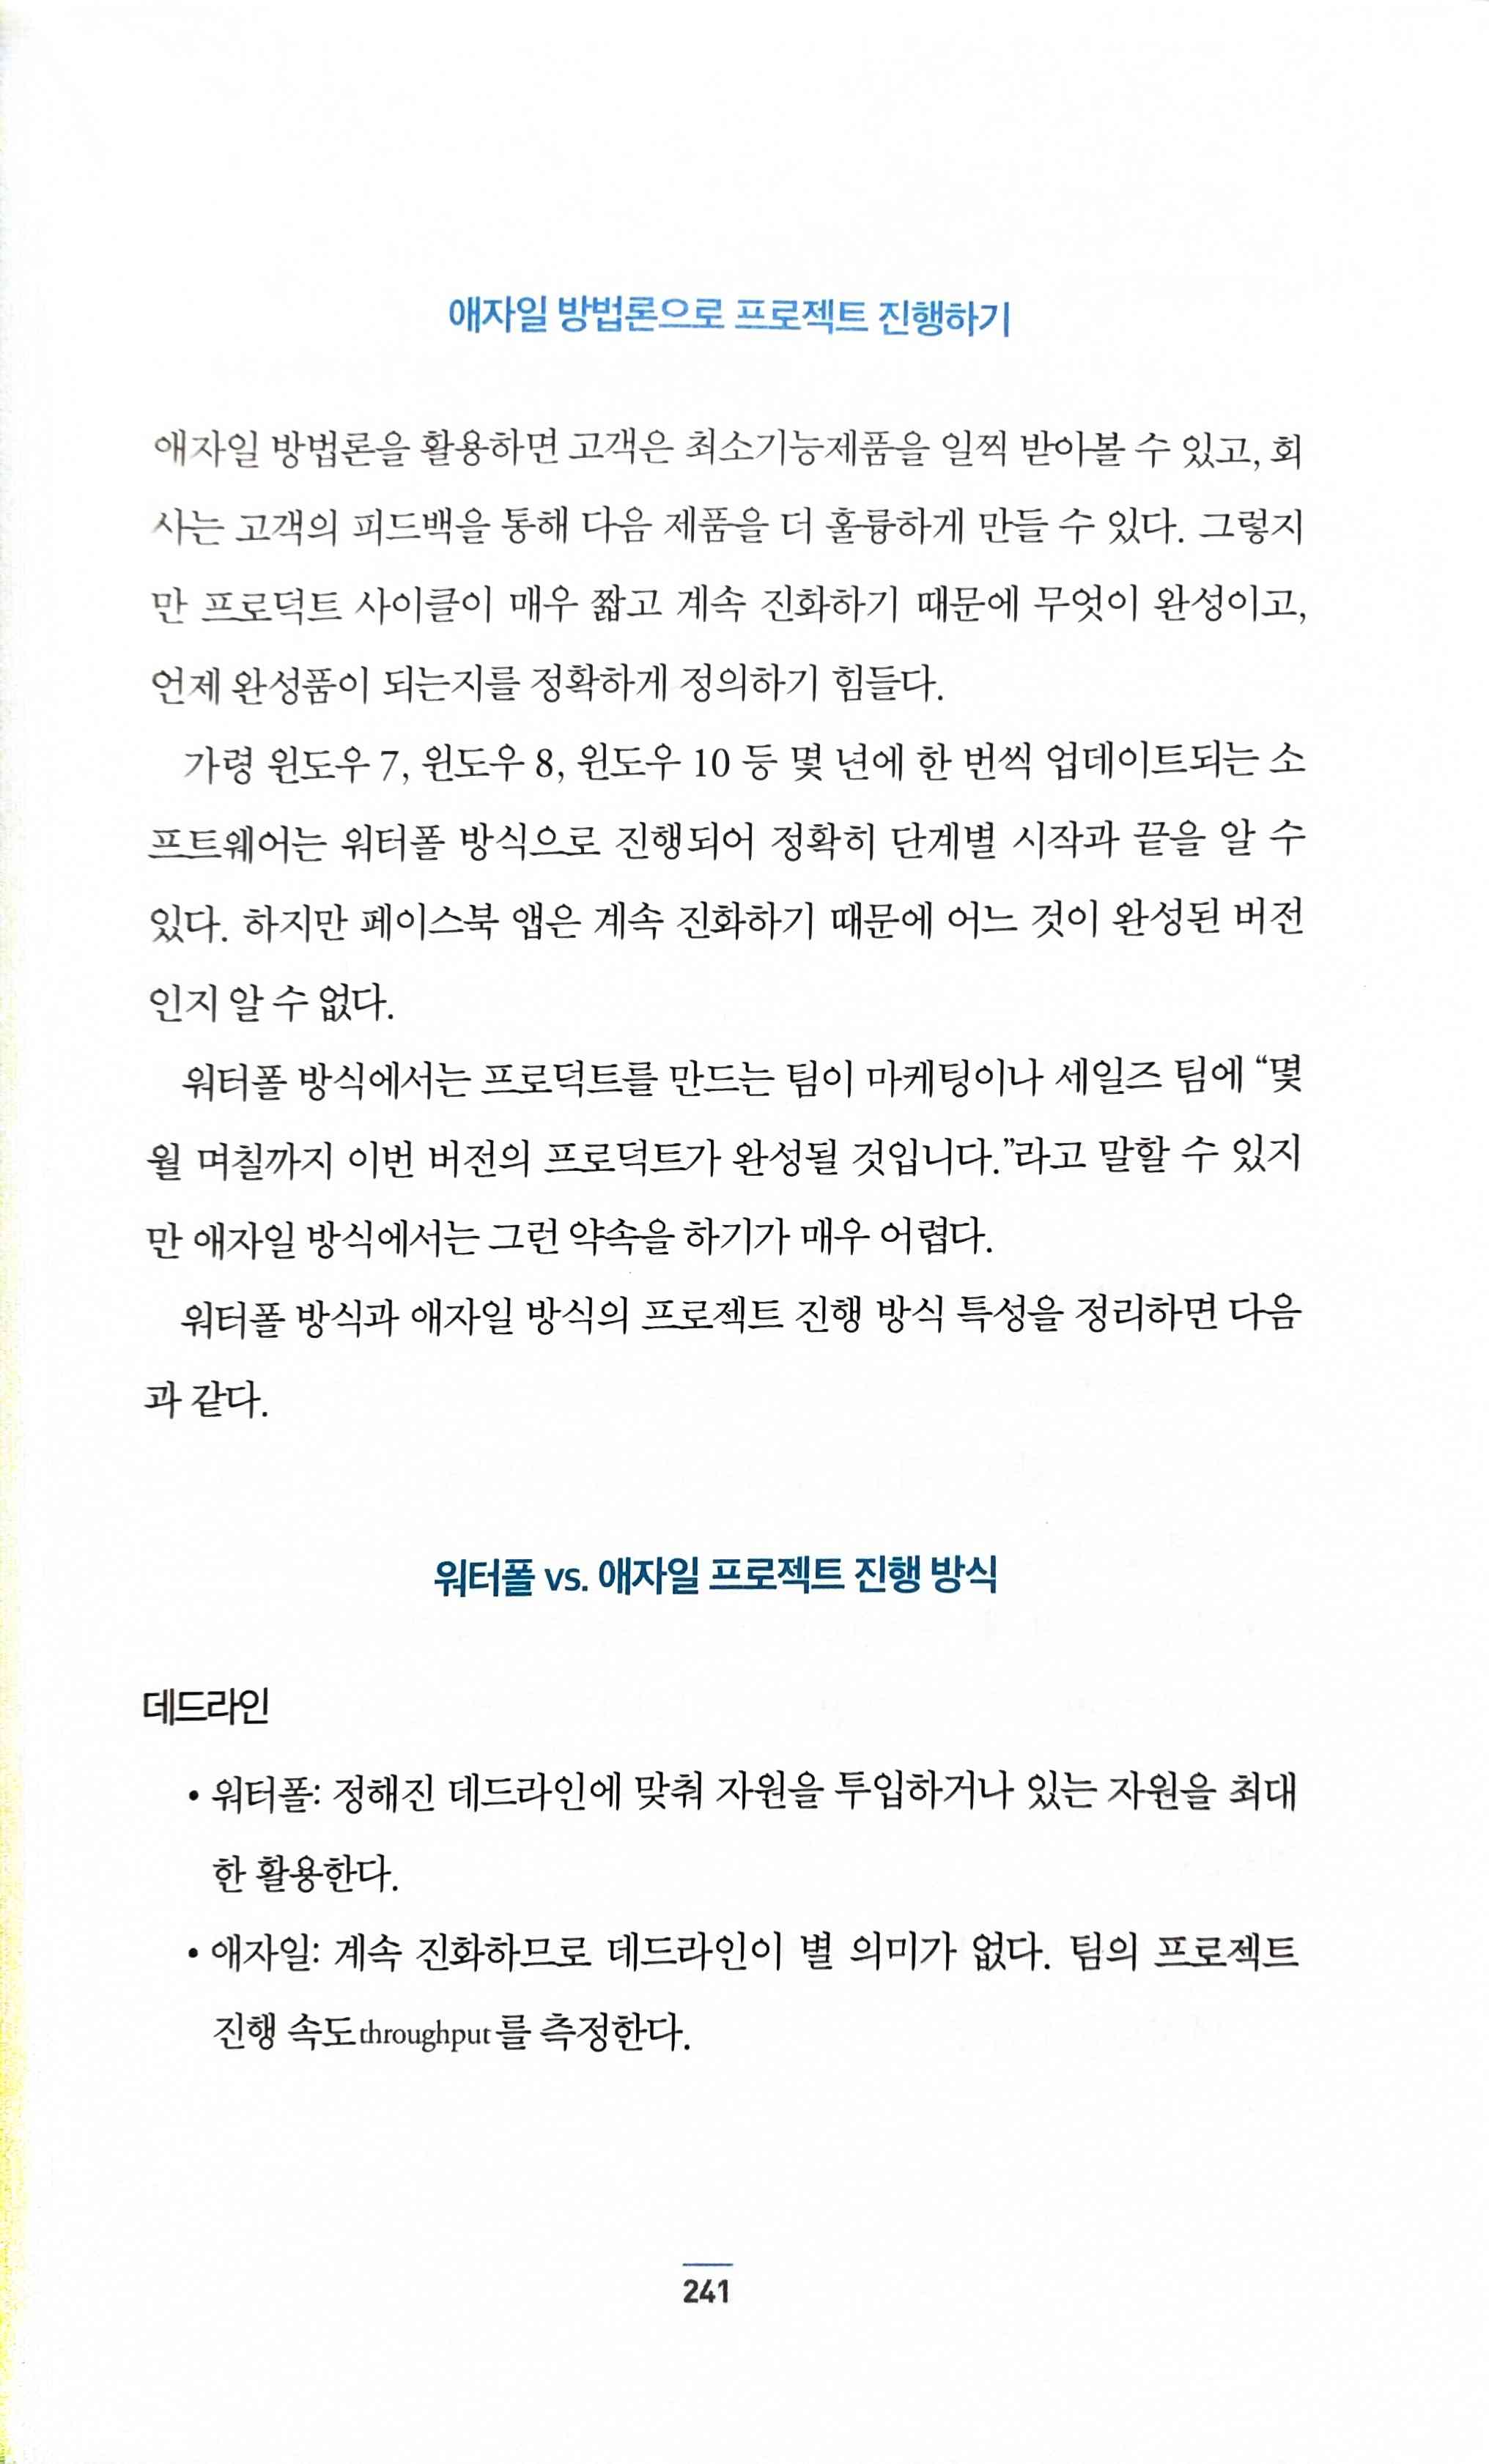 애자일 방법론으로 프로젝트 진행하기
애자일 방법론을 활용하면 고객은 최소기능제품을 일찍 받아볼 수 있고, 회
사는 고객의 피드백을 통해 다음 제품을 더 훌륭하게 만들 수 있다. 그렇지
만 프로덕트 사이클이 매우 짧고 계속 진화하기 때문에 무엇이 완성이고,
언제 완성품이 되는지를 정확하게 정의하기 힘들다.
가령 윈도우 7, 윈도우 8, 윈도우 10 등 몇 년에 한 번씩 업데이트되는 소
프트웨어는 워터폴 방식으로 진행되어 정확히 단계별 시작과 끝을 알 수
있다. 하지만 페이스북 앱은 계속 진화하기 때문에 어느 것이 완성된 버전
인지 알 수 없다.
워터폴 방식에서는 프로덕트를 만드는 팀이 마케팅이나 세일즈 팀에 “몇
월 며칠까지 이번 버전의 프로덕트가 완성될 것입니다.”라고 말할 수 있지
만 애자일 방식에서는 그런 약속을 하기가 매우 어렵다.
워터폴 방식과 애자일 방식의 프로젝트 진행 방식 특성을 정리하면 다음
과 같다.
워터폴 vs. 애자일 프로젝트 진행 방식
데드라인
• 워터폴: 정해진 데드라인에 맞춰 자원을 투입하거나 있는 자원을 최대
한 활용한다.
• 애자일: 계속 진화하므로 데드라인이 별 의미가 없다. 팀의 프로젝트
진행 속도throughput를 측정한다.
241